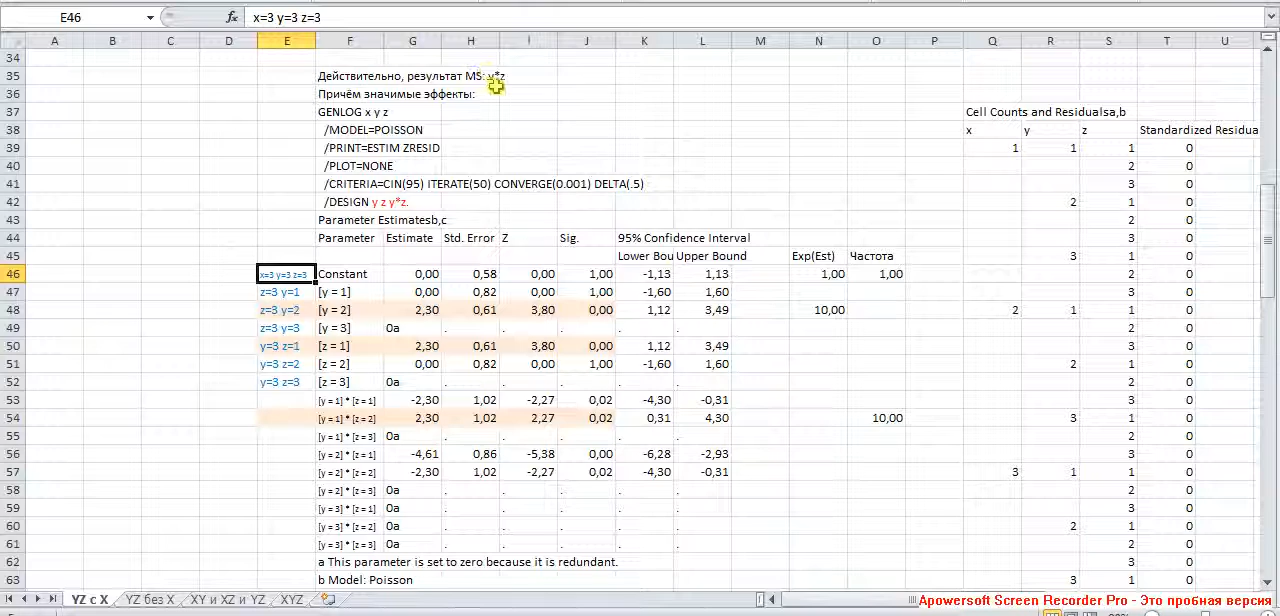 E46 fx x=3 y=3 z=3
A B C D E F G H I J K L M N O P Q R S T U
34
35 Действительно, результат MS: y*z
36 Причём значимые эффекты:
37 GENLOG x y z Cell Counts and Residualsa,b
38 /MODEL=POISSON x y z Standardized Residua
39 /PRINT=ESTIM ZRESID 1 1 1 0
40 /PLOT=NONE 2 0
41 /CRITERIA=CIN(95) ITERATE(50) CONVERGE(0.001) DELTA(.5) 3 0
42 /DESIGN y z y*z. 2 1 0
43 Parameter Estimatesb,c 2 0
44 Parameter Estimate Std. Error Z Sig. 95% Confidence Interval 3 0
45 Lower Bou Upper Bound Exp(Est) Частота 3 1 0
46 x=3 y=3 z=3 Constant 0,00 0,58 0,00 1,00 -1,13 1,13 1,00 1,00 2 0
47 z=3 y=1 [y = 1] 0,00 0,82 0,00 1,00 -1,60 1,60 3 0
48 z=3 y=2 [y = 2] 2,30 0,61 3,80 0,00 1,12 3,49 10,00 2 1 1 0
49 z=3 y=3 [y = 3] 0a . . . . . 2 0
50 y=3 z=1 [z = 1] 2,30 0,61 3,80 0,00 1,12 3,49 3 0
51 y=3 z=2 [z = 2] 0,00 0,82 0,00 1,00 -1,60 1,60 2 1 0
52 y=3 z=3 [z = 3] 0a . . . . . 2 0
53 [y = 1] * [z = 1] -2,30 1,02 -2,27 0,02 -4,30 -0,31 3 0
54 [y = 1] * [z = 2] 2,30 1,02 2,27 0,02 0,31 4,30 10,00 3 1 0
55 [y = 1] * [z = 3] 0a . . . . . 2 0
56 [y = 2] * [z = 1] -4,61 0,86 -5,38 0,00 -6,28 -2,93 3 0
57 [y = 2] * [z = 2] -2,30 1,02 -2,27 0,02 -4,30 -0,31 3 1 1 0
58 [y = 2] * [z = 3] 0a . . . . . 2 0
59 [y = 3] * [z = 1] 0a . . . . . 3 0
60 [y = 3] * [z = 2] 0a . . . . . 2 1 0
61 [y = 3] * [z = 3] 0a . . . . . 2 0
62 a This parameter is set to zero because it is redundant. 3 0
63 b Model: Poisson 3 1 0
YZ с X YZ без X XY и XZ и YZ XYZ
Apowersoft Screen Recorder Pro - Это пробная версия